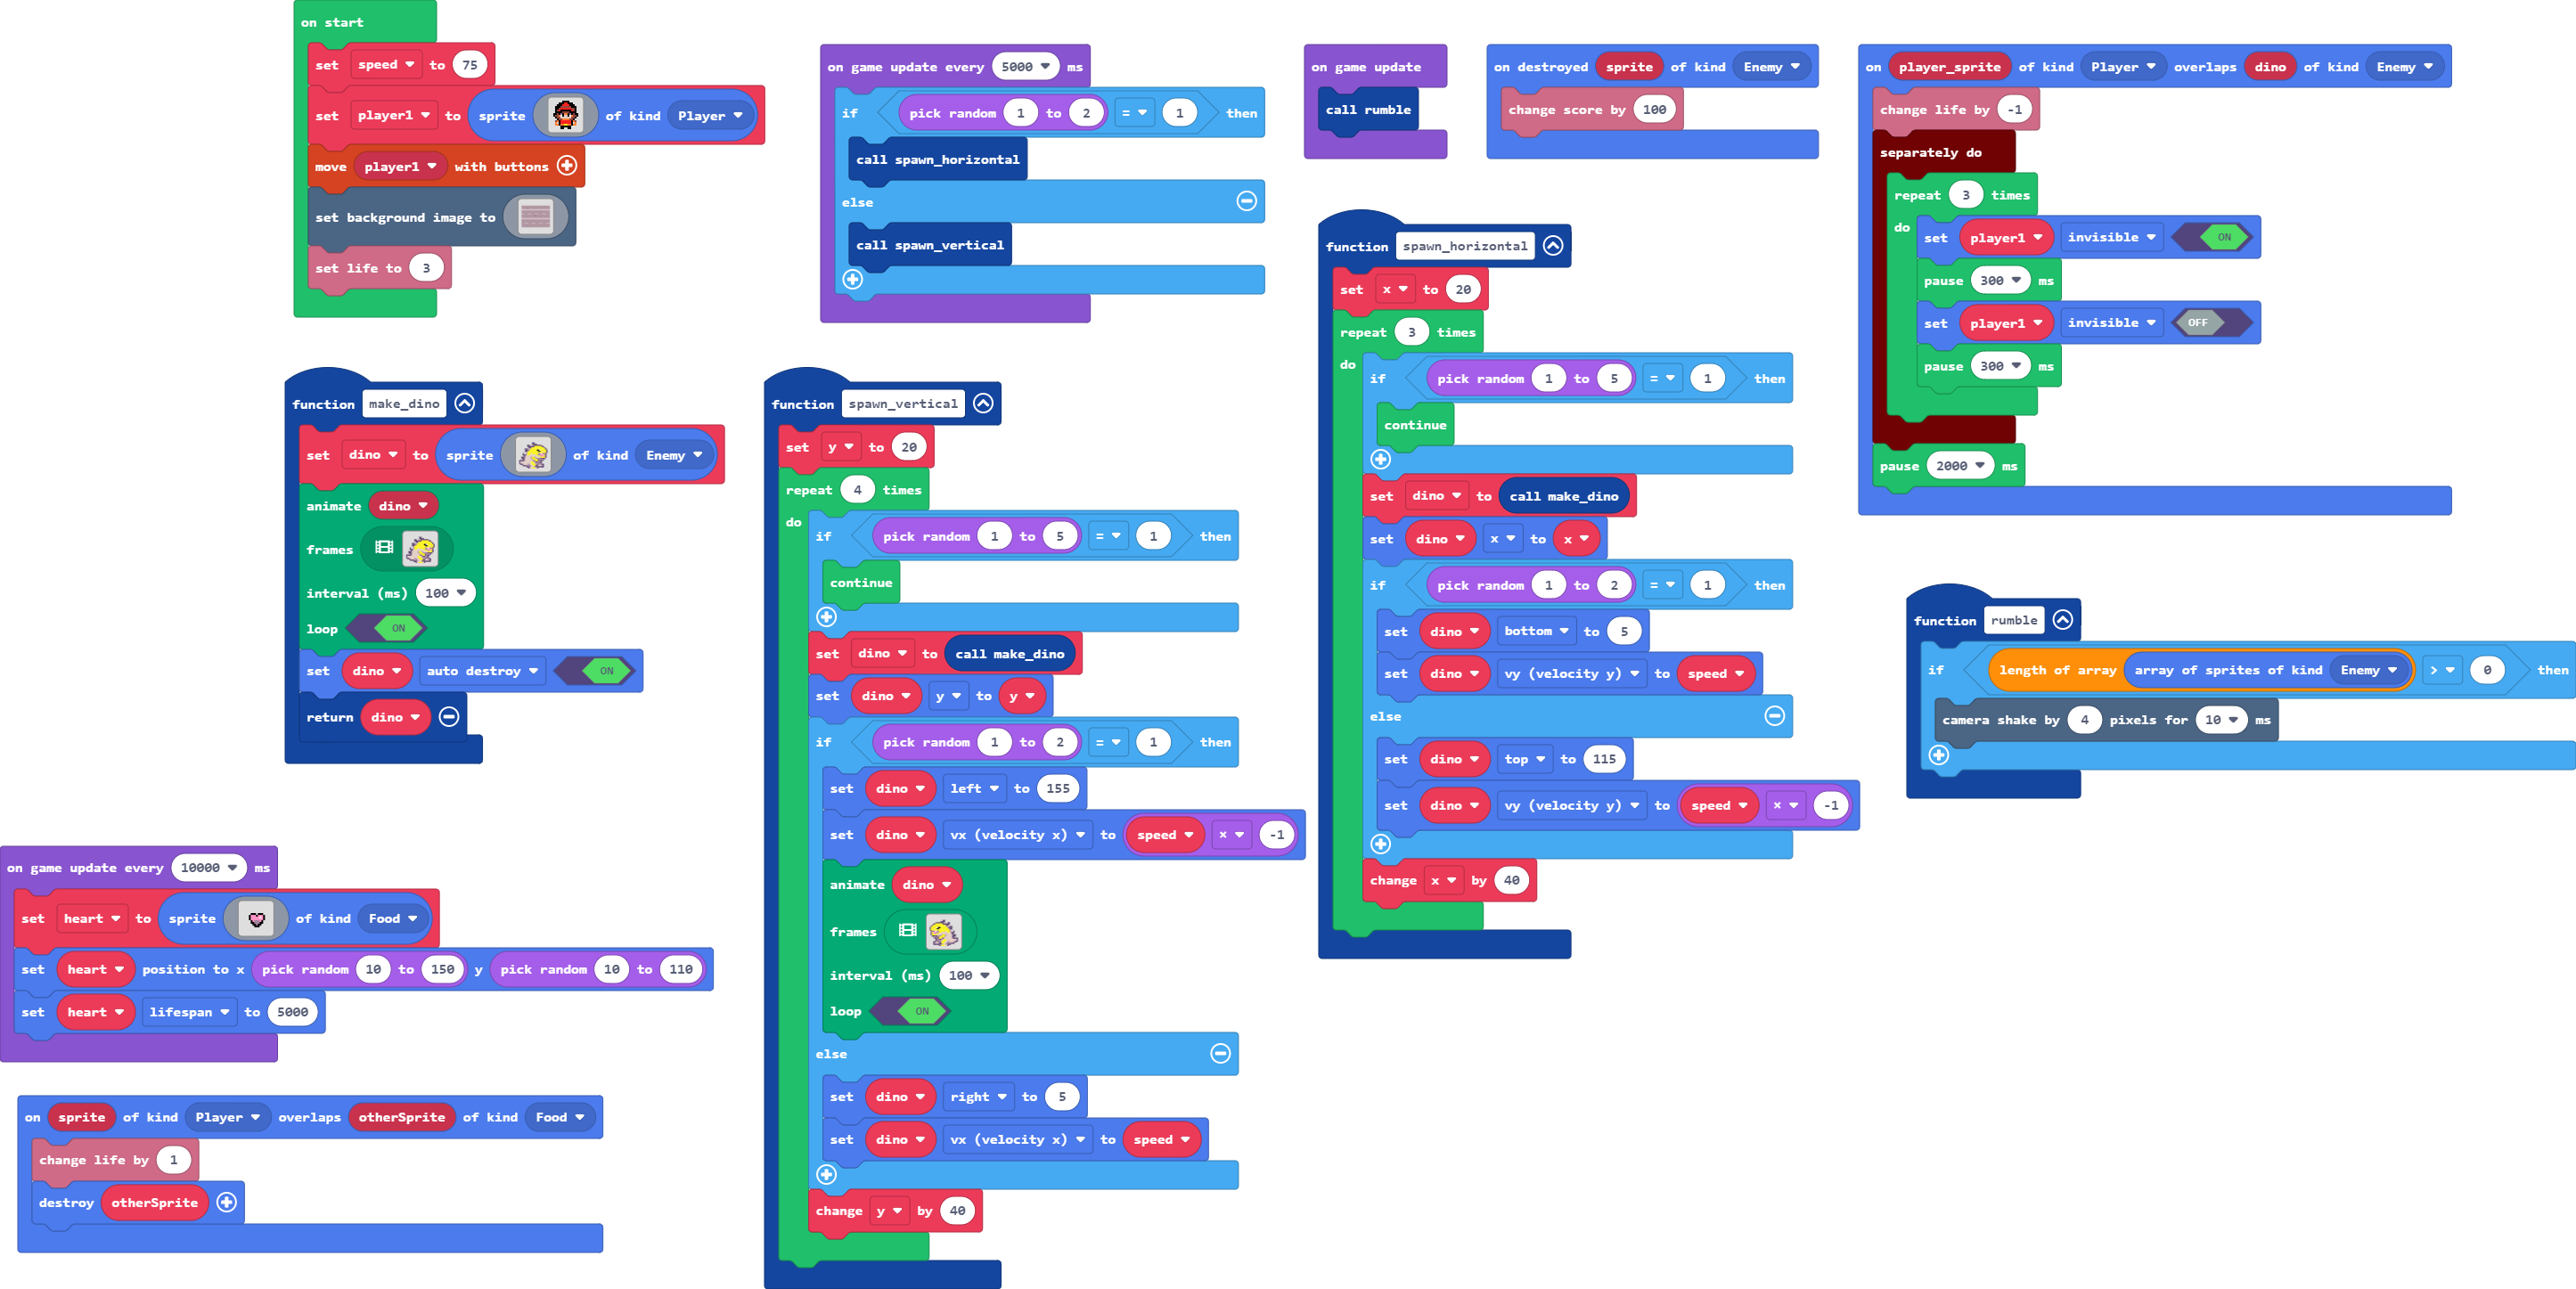 on start
set speed to 75
set player1 to sprite of kind Player
move player1 with buttons
set background image to
set life to 3
on game update every 5000 ms
if pick random 1 to 2 = 1 then
call spawn_horizontal
else
call spawn_vertical
on game update
call rumble
on destroyed sprite of kind Enemy
change score by 100
on player_sprite of kind Player overlaps dino of kind Enemy
change life by -1
separately do
repeat 3 times
do
set player1 invisible ON
pause 300 ms
set player1 invisible OFF
pause 300 ms
pause 2000 ms
function make_dino
set dino to sprite of kind Enemy
animate dino
frames
interval (ms) 100
loop ON
set dino auto destroy ON
return dino
function spawn_vertical
set y to 20
repeat 4 times
do
if pick random 1 to 5 = 1 then
continue
set dino to call make_dino
set dino y to y
if pick random 1 to 2 = 1 then
set dino left to 155
set dino vx (velocity x) to speed × -1
animate dino
frames
interval (ms) 100
loop ON
else
set dino right to 5
set dino vx (velocity x) to speed
change y by 40
function spawn_horizontal
set x to 20
repeat 3 times
do
if pick random 1 to 5 = 1 then
continue
set dino to call make_dino
set dino x to x
if pick random 1 to 2 = 1 then
set dino bottom to 5
set dino vy (velocity y) to speed
else
set dino top to 115
set dino vy (velocity y) to speed × -1
change x by 40
function rumble
if length of array array of sprites of kind Enemy > 0 then
camera shake by 4 pixels for 10 ms
on game update every 10000 ms
set heart to sprite of kind Food
set heart position to x pick random 10 to 150 y pick random 10 to 110
set heart lifespan to 5000
on sprite of kind Player overlaps otherSprite of kind Food
change life by 1
destroy otherSprite